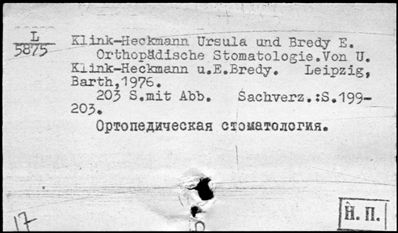 L
5875
Klink-Heckmann Ursula und Bredy E.
Orthopädische Stomatologie.Von U.
Klink-Heckmann u.E.Bredy. Leipzig,
Barth,1976.
203 S.mit Abb. Sachverz.:S.199-
203.
Ортопедическая стоматология.
17
Н. П.